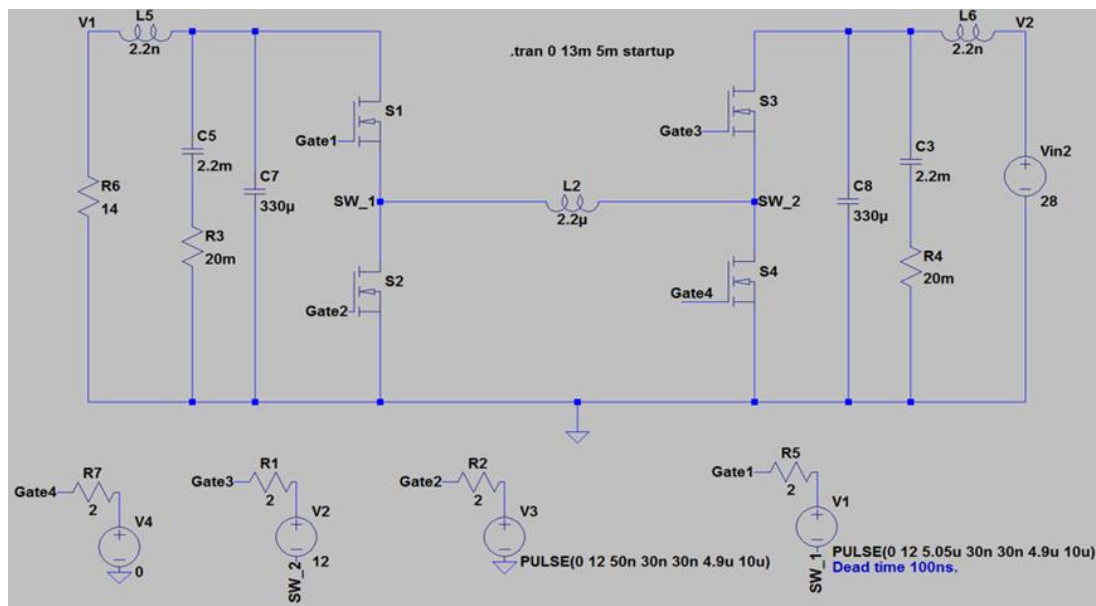 V1
L5
2.2n
.tran 0 13m 5m startup
L6
V2
2.2n
S1
S3
Gate1
Gate3
C5
2.2m
C3
2.2m
Vin2
R6
14
C7
330µ
SW_1
L2
2.2µ
SW_2
C8
330µ
28
R3
20m
R4
20m
S2
S4
Gate2
Gate4
Gate4
R7
2
V4
0
Gate3
R1
2
V2
12
SW_2
Gate2
R2
2
V3
PULSE(0 12 50n 30n 30n 4.9u 10u)
Gate1
R5
2
V1
SW_1
PULSE(0 12 5.05u 30n 30n 4.9u 10u)
Dead time 100ns.